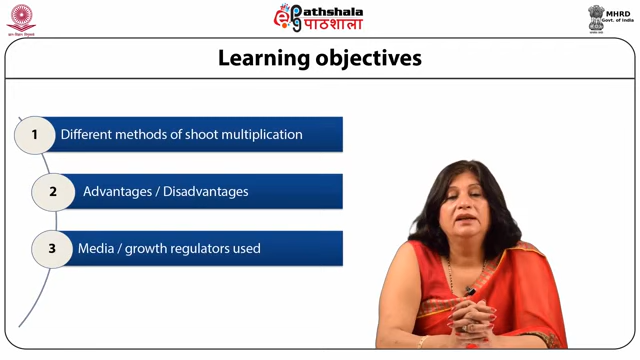 Pathshala
पाठशाला
MHRD
Govt. of India
Learning objectives
1 Different methods of shoot multiplication
2 Advantages / Disadvantages
3 Media / growth regulators used